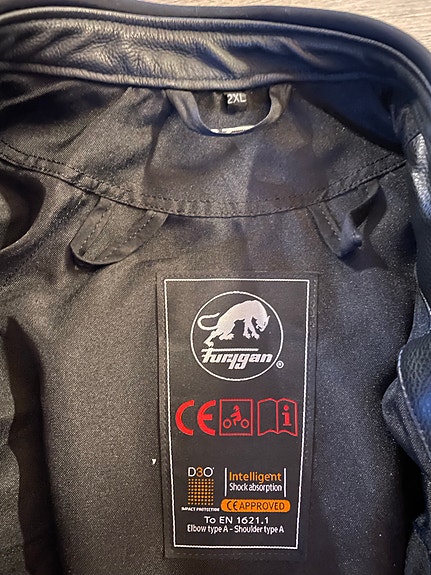 2XL
Furygan®
CE i
D3O® Intelligent
Shock absorption
IMPACT PROTECTION CE APPROVED
To EN 1621.1
Elbow type A - Shoulder type A